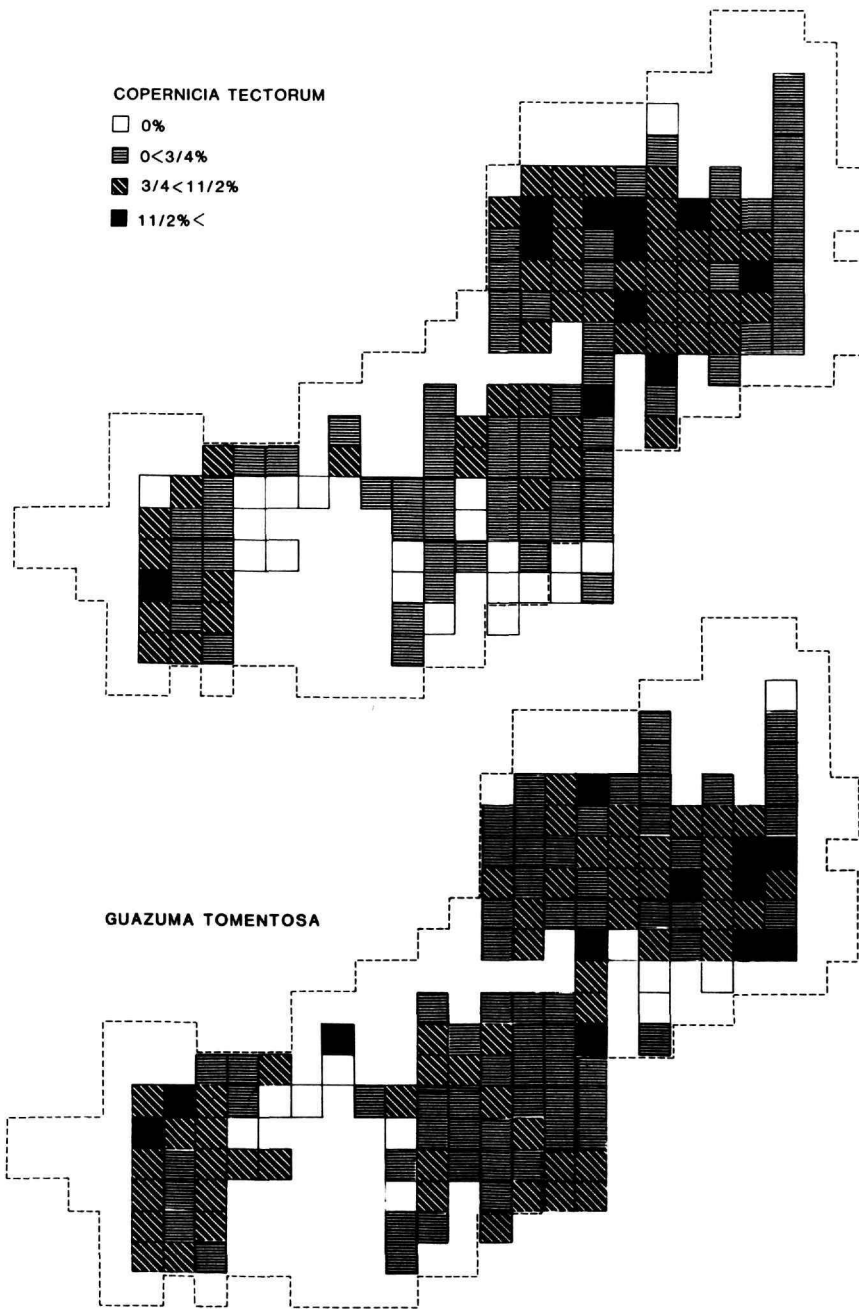 COPERNICIA TECTORUM
0%
0<3/4%
3/4<11/2%
11/2%<
GUAZUMA TOMENTOSA